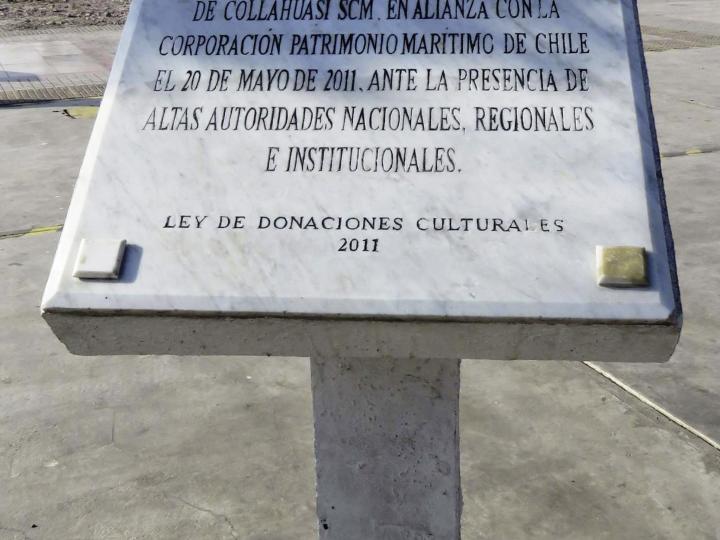 DE COLLAHUASI SCM, EN ALIANZA CON LA
CORPORACIÓN PATRIMONIO MARÍTIMO DE CHILE
EL 20 DE MAYO DE 2011, ANTE LA PRESENCIA DE
ALTAS AUTORIDADES NACIONALES, REGIONALES
E INSTITUCIONALES.
LEY DE DONACIONES CULTURALES
2011